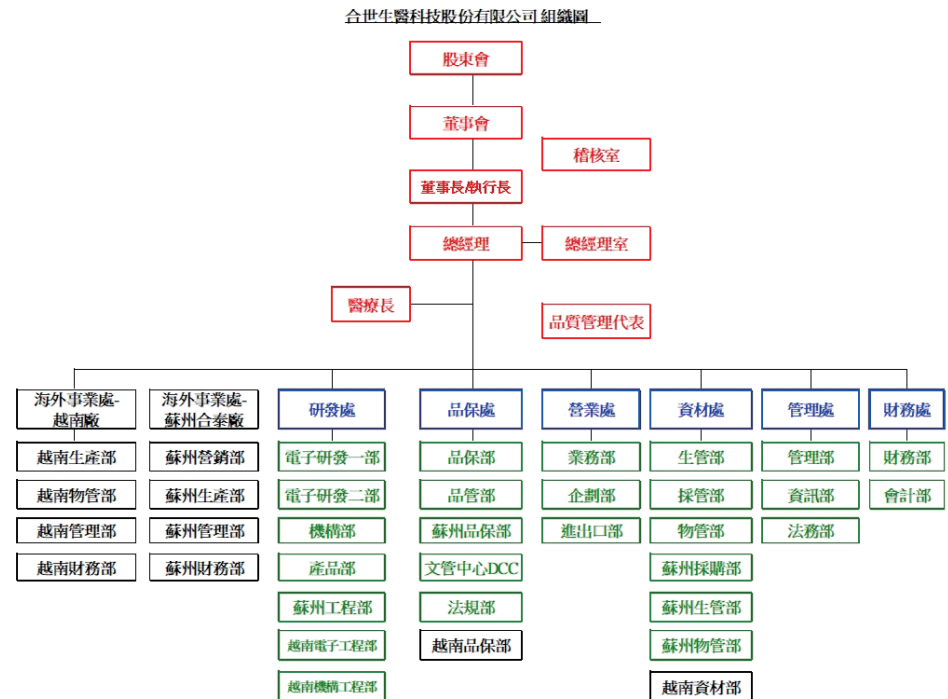 合世生醫科技股份有限公司組織圖
股東會
董事會
稽核室
董事長/執行長
總經理
總經理室
醫療長
品質管理代表
海外事業處-
越南廠
越南生產部
越南物管部
越南管理部
越南財務部
海外事業處-
蘇州合泰廠
蘇州營銷部
蘇州生產部
蘇州管理部
蘇州財務部
研發處
電子研發一部
電子研發二部
機構部
產品部
蘇州工程部
越南電子工程部
越南機構工程部
品保處
品保部
品管部
蘇州品保部
文管中心DCC
法規部
越南品保部
營業處
業務部
企劃部
進出口部
資材處
生管部
採管部
物管部
蘇州採購部
蘇州生管部
蘇州物管部
越南資材部
管理處
管理部
資訊部
法務部
財務處
財務部
會計部